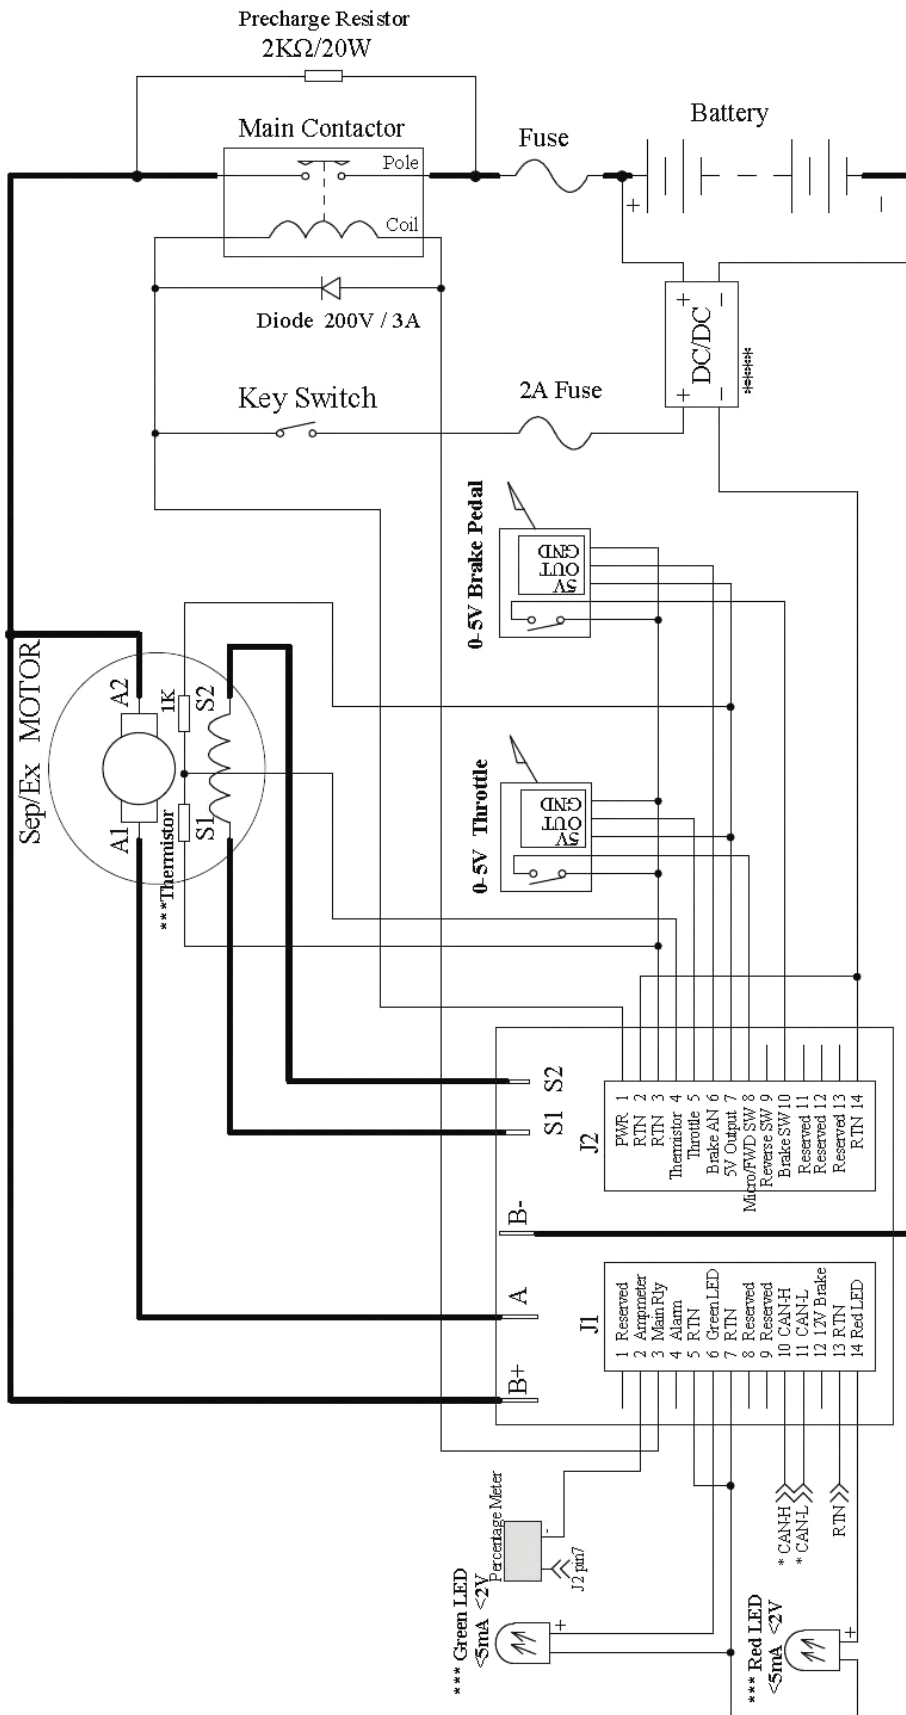 Precharge Resistor
2KΩ/20W
Main Contactor
Pole
Coil
Fuse
Battery
+
−
Diode 200V / 3A
+
−
DC/DC
+
−
****
Key Switch
2A Fuse
0-5V Brake Pedal
GND
OUT
5V
Sep/Ex MOTOR
A2
A1
1K
***Thermistor
S2
S1
0-5V Throttle
GND
OUT
5V
S2
S1
J2
PWR 1
RTN 2
RTN 3
Thermistor 4
Throttle 5
Brake AN 6
5V Output 7
Micro/FWD SW 8
Reverse SW 9
Brake SW 10
Reserved 11
Reserved 12
Reserved 13
RTN 14
B-
A
B+
J1
1 Reserved
2 Ampmeter
3 Main Rly
4 Alarm
5 RTN
6 Green LED
7 RTN
8 Reserved
9 Reserved
10 CAN-H
11 CAN-L
12 12V Brake
13 RTN
14 Red LED
Percentage Meter
-
J2 pin7
* CAN-H
* CAN-L
RTN
*** Green LED
<5mA <2V
+
*** Red LED
<5mA <2V
+